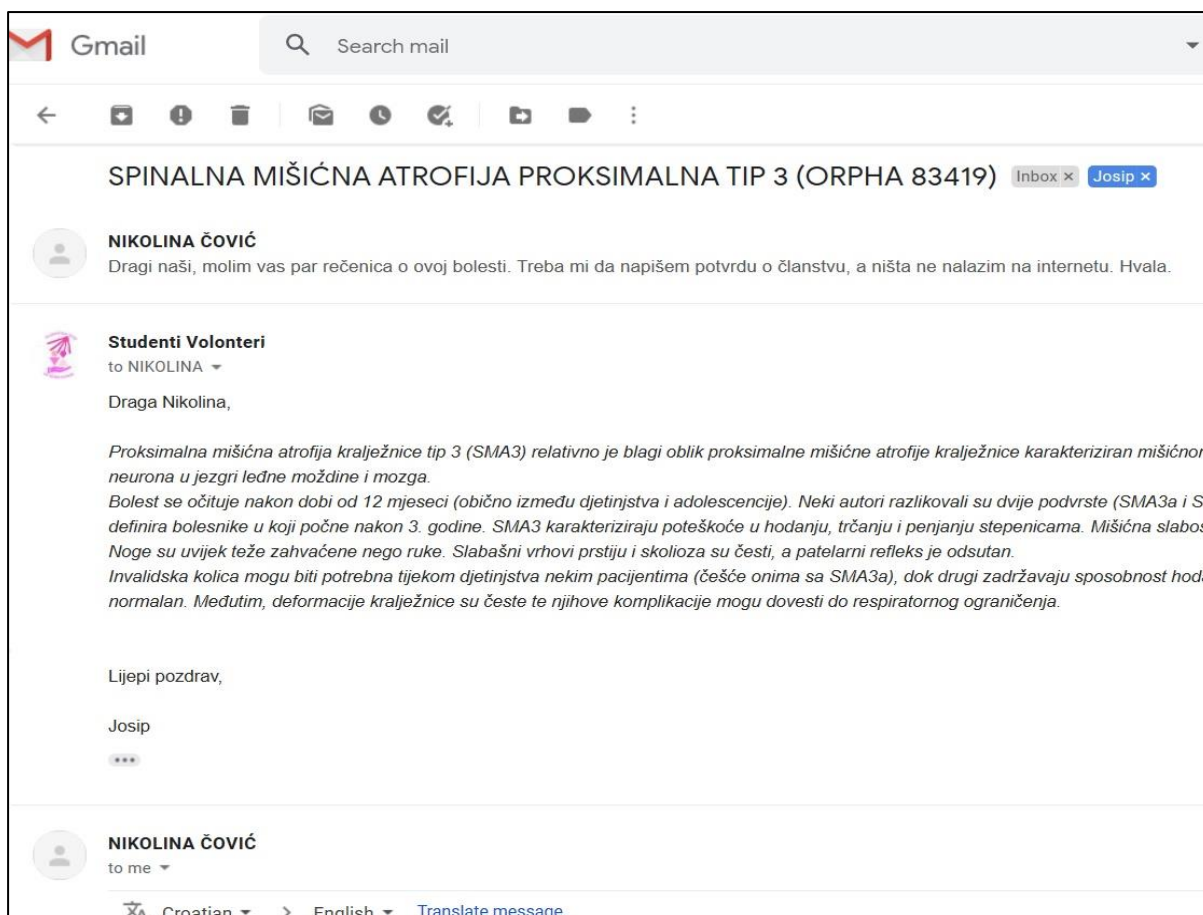 Gmail
Search mail
SPINALNA MIŠIĆNA ATROFIJA PROKSIMALNA TIP 3 (ORPHA 83419) Inbox × Josip ×
NIKOLINA ČOVIĆ
Dragi naši, molim vas par rečenica o ovoj bolesti. Treba mi da napišem potvrdu o članstvu, a ništa ne nalazim na internetu. Hvala.
Studenti Volonteri
to NIKOLINA
Draga Nikolina,
Proksimalna mišićna atrofija kralježnice tip 3 (SMA3) relativno je blagi oblik proksimalne mišićne atrofije kralježnice karakteriziran
neurona u jezgri leđne moždine i mozga.
Bolest se očituje nakon dobi od 12 mjeseci (obično između djetinjstva i adolescencije). Neki autori razlikovali su dvije podvrste (SMA3a i
definira bolesnike u koji počne nakon 3. godine. SMA3 karakteriziraju poteškoće u hodanju, trčanju i penjanju stepenicama. Mišićna
Noge su uvijek teže zahvaćene nego ruke. Slabašni vrhovi prstiju i skolioza su česti, a patelarni refleks je odsutan.
Invalidska kolica mogu biti potrebna tijekom djetinjstva nekim pacijentima (češće onima sa SMA3a), dok drugi zadržavaju sposobnost
normalan. Međutim, deformacije kralježnice su česte te njihove komplikacije mogu dovesti do respiratornog ograničenja.
Lijepi pozdrav,
Josip
NIKOLINA ČOVIĆ
to me
Croatian > English Translate message